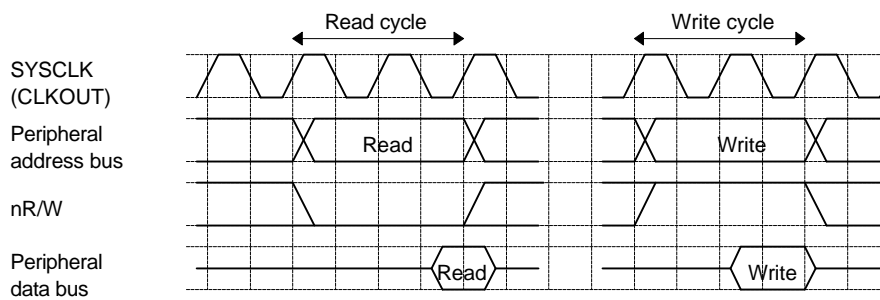 Read cycle Write cycle
SYSCLK
(CLKOUT)
Peripheral
address bus
Read Write
nR/W
Peripheral
data bus
Read Write